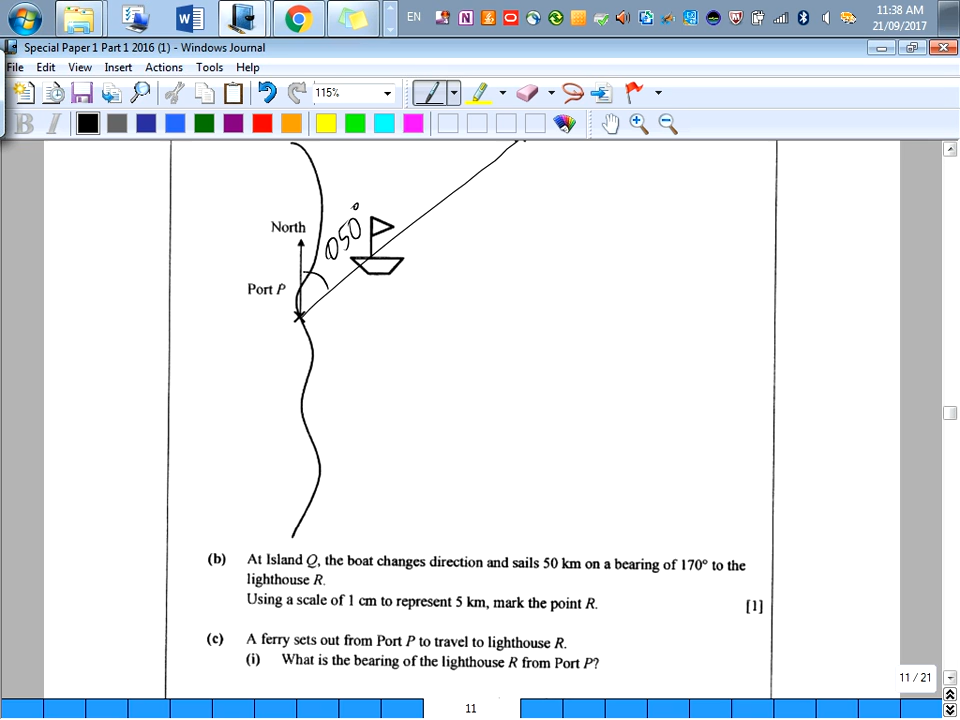 EN
11:38 AM
21/09/2017
Special Paper 1 Part 1 2016 (1) - Windows Journal
File Edit View Insert Actions Tools Help
115%
B I
North
050°
Port P
(b) At Island Q, the boat changes direction and sails 50 km on a bearing of 170° to the
lighthouse R.
Using a scale of 1 cm to represent 5 km, mark the point R. [1]
(c) A ferry sets out from Port P to travel to lighthouse R.
(i) What is the bearing of the lighthouse R from Port P?
11 / 21
11